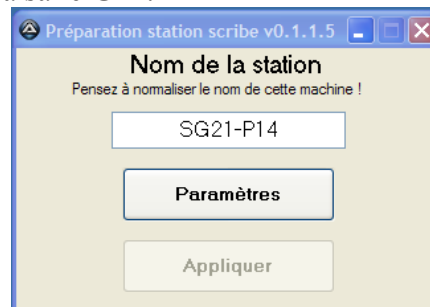 Préparation station scribe v0.1.1.5
Nom de la station
Pensez à normaliser le nom de cette machine !
SG21-P14
Paramètres
Appliquer